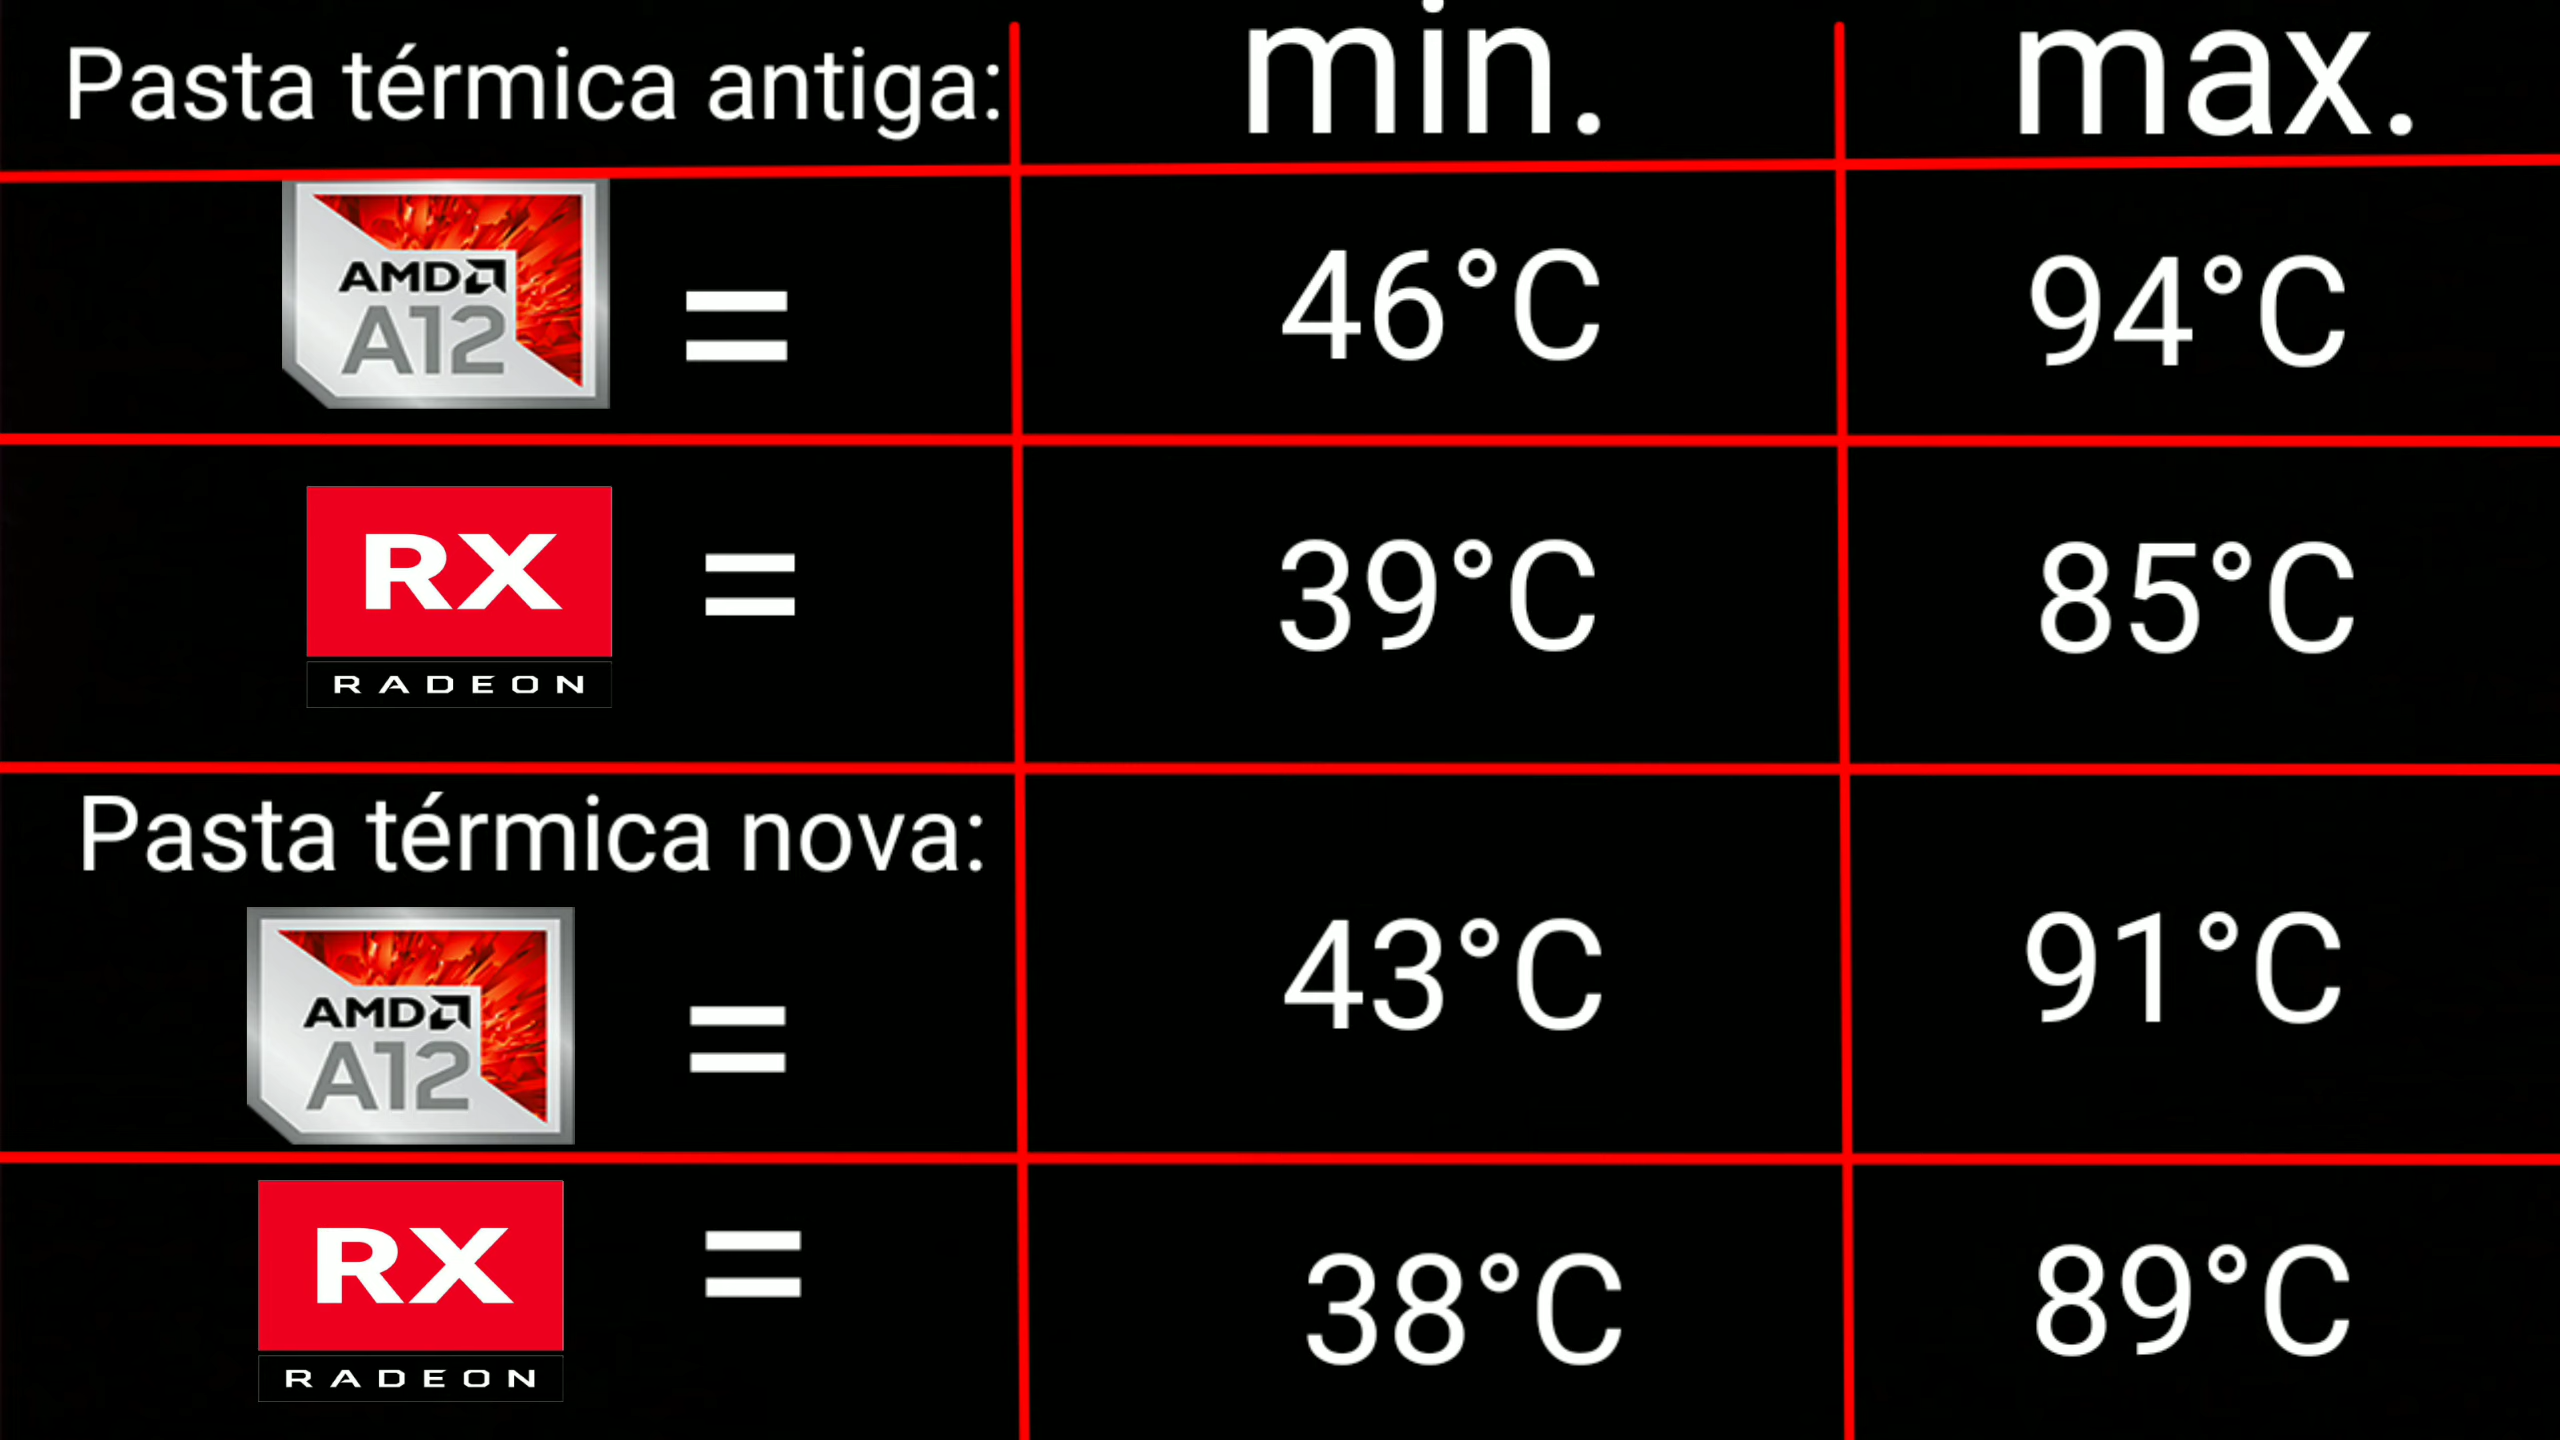 Pasta térmica antiga: min. max.
AMD A12 = 46°C 94°C
RX RADEON = 39°C 85°C
Pasta térmica nova:
AMD A12 = 43°C 91°C
RX RADEON = 38°C 89°C